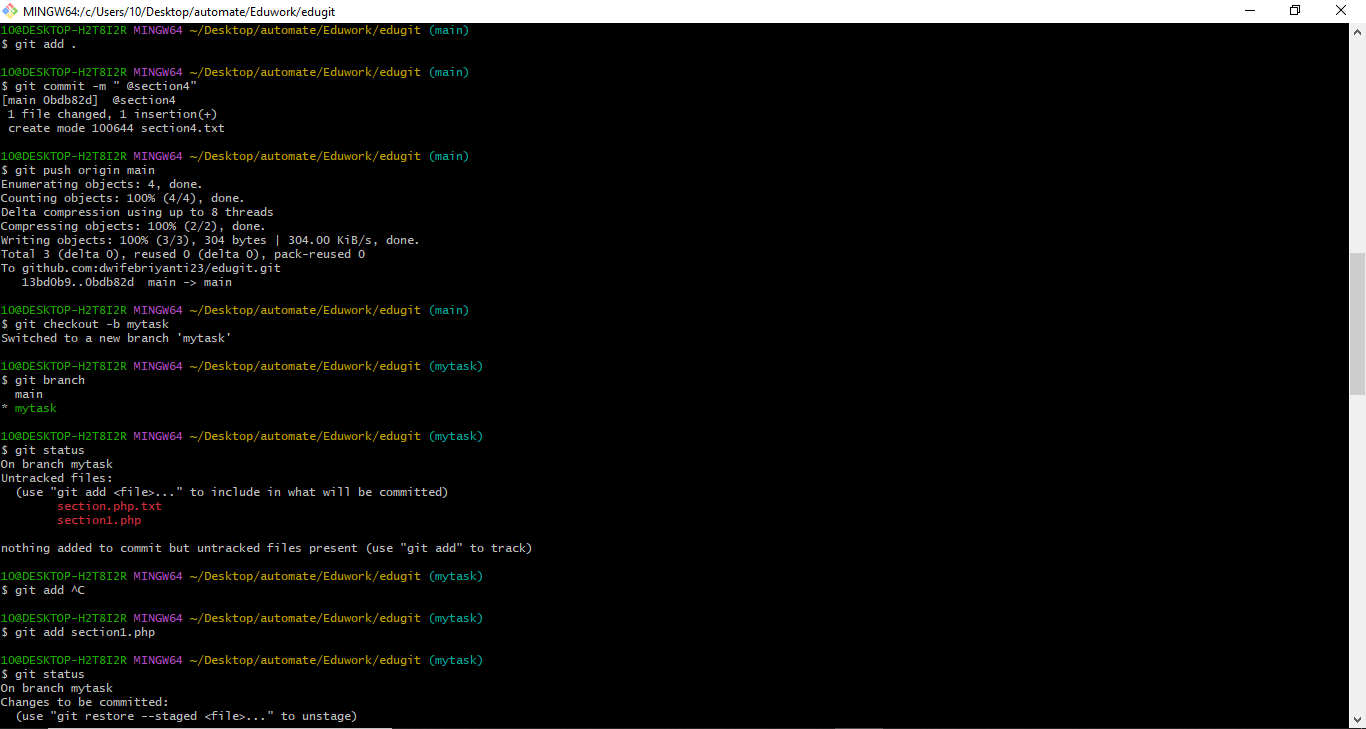 MINGW64:/c/Users/10/Desktop/automate/Eduwork/edugit
10@DESKTOP-H2T8I2R MINGW64 ~/Desktop/automate/Eduwork/edugit (main)
$ git add .
10@DESKTOP-H2T8I2R MINGW64 ~/Desktop/automate/Eduwork/edugit (main)
$ git commit -m " @section4"
[main 0bdb82d]  @section4
 1 file changed, 1 insertion(+)
 create mode 100644 section4.txt
10@DESKTOP-H2T8I2R MINGW64 ~/Desktop/automate/Eduwork/edugit (main)
$ git push origin main
Enumerating objects: 4, done.
Counting objects: 100% (4/4), done.
Delta compression using up to 8 threads
Compressing objects: 100% (2/2), done.
Writing objects: 100% (3/3), 304 bytes | 304.00 KiB/s, done.
Total 3 (delta 0), reused 0 (delta 0), pack-reused 0
To github.com:dwifebriyanti23/edugit.git
   13bd0b9..0bdb82d  main -> main
10@DESKTOP-H2T8I2R MINGW64 ~/Desktop/automate/Eduwork/edugit (main)
$ git checkout -b mytask
Switched to a new branch 'mytask'
10@DESKTOP-H2T8I2R MINGW64 ~/Desktop/automate/Eduwork/edugit (mytask)
$ git branch
  main
* mytask
10@DESKTOP-H2T8I2R MINGW64 ~/Desktop/automate/Eduwork/edugit (mytask)
$ git status
On branch mytask
Untracked files:
  (use "git add <file>..." to include in what will be committed)
        section.php.txt
        section1.php
nothing added to commit but untracked files present (use "git add" to track)
10@DESKTOP-H2T8I2R MINGW64 ~/Desktop/automate/Eduwork/edugit (mytask)
$ git add ^C
10@DESKTOP-H2T8I2R MINGW64 ~/Desktop/automate/Eduwork/edugit (mytask)
$ git add section1.php
10@DESKTOP-H2T8I2R MINGW64 ~/Desktop/automate/Eduwork/edugit (mytask)
$ git status
On branch mytask
Changes to be committed:
  (use "git restore --staged <file>..." to unstage)